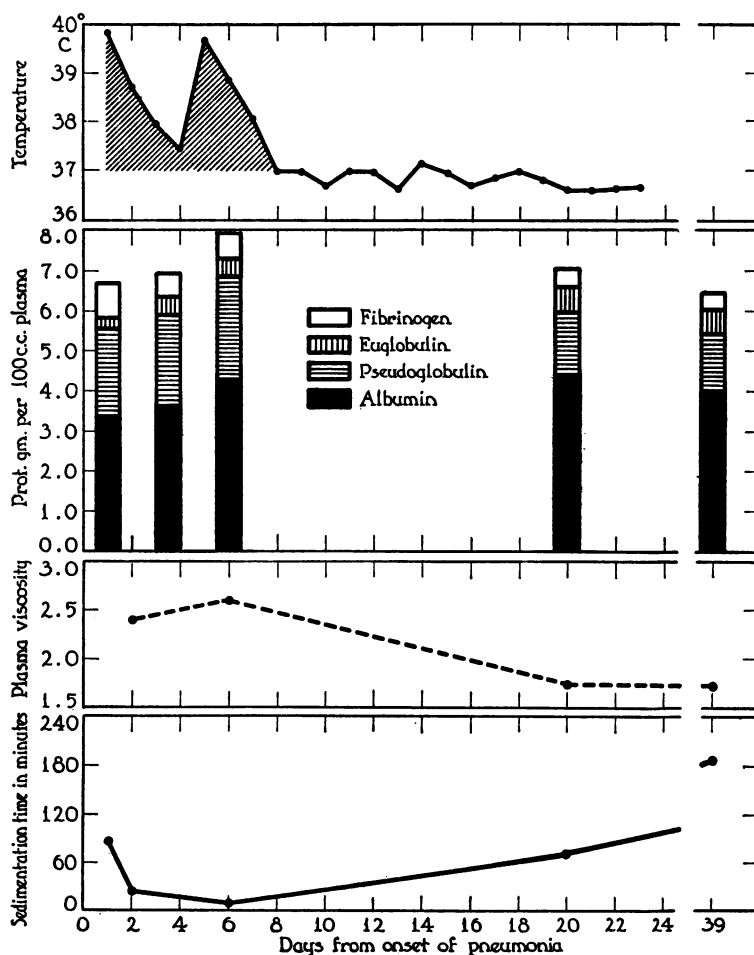 40°
C
39
38
37
36
Temperature
8.0
7.0
6.0
5.0
4.0
3.0
2.0
1.0
0.0
Prot. gm. per 100c.c. plasma
Fibrinogen
Euglobulin
Pseudoglobulin
Albumin
3.0
2.5
2.0
1.5
Plasma viscosity
240
180
120
60
0
Sedimentation time in minutes
0 2 4 6 8 10 12 14 16 18 20 22 24 39
Days from onset of pneumonia